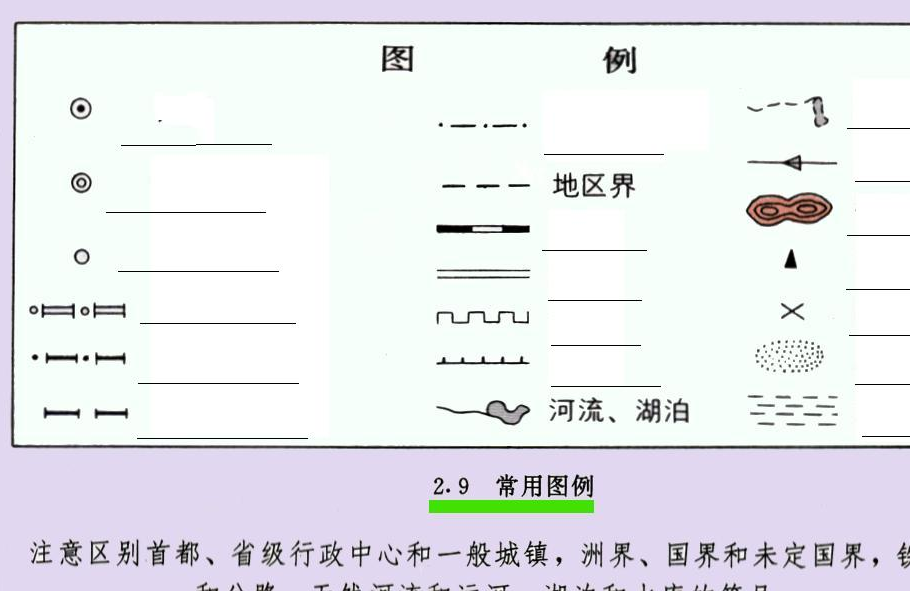 图 例
地区界
河流、湖泊
2.9 常用图例
注意区别首都、省级行政中心和一般城镇，洲界、国界和未定国界，